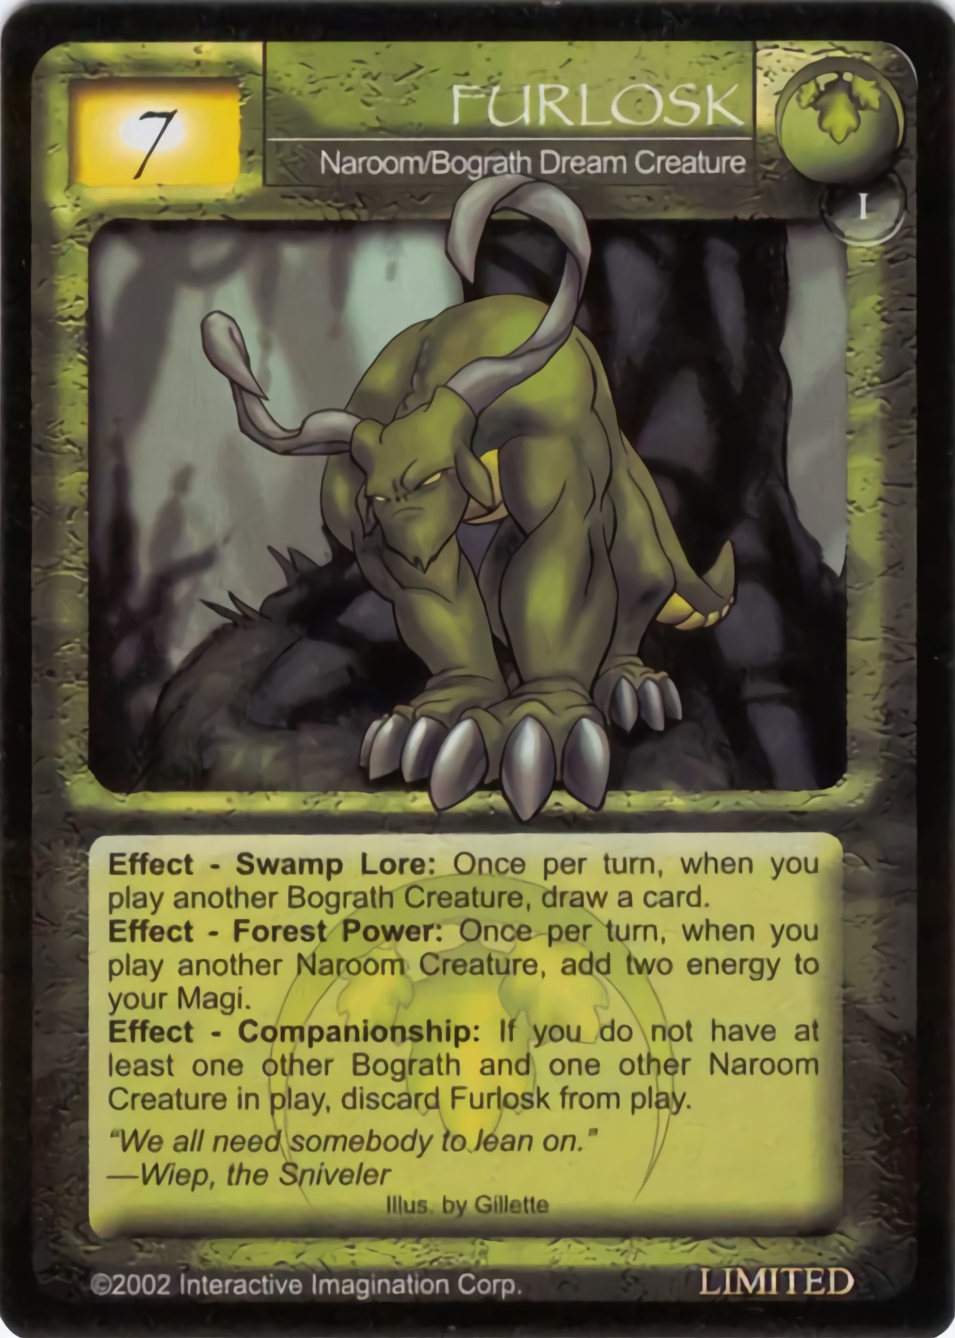 7
FURLOSK
Naroom/Bograth Dream Creature
I
Effect - Swamp Lore: Once per turn, when you
play another Bograth Creature, draw a card.
Effect - Forest Power: Once per turn, when you
play another Naroom Creature, add two energy to
your Magi.
Effect - Companionship: If you do not have at
least one other Bograth and one other Naroom
Creature in play, discard Furlosk from play.
"We all need somebody to lean on."
—Wiep, the Sniveler
Illus. by Gillette
©2002 Interactive Imagination Corp.
LIMITED